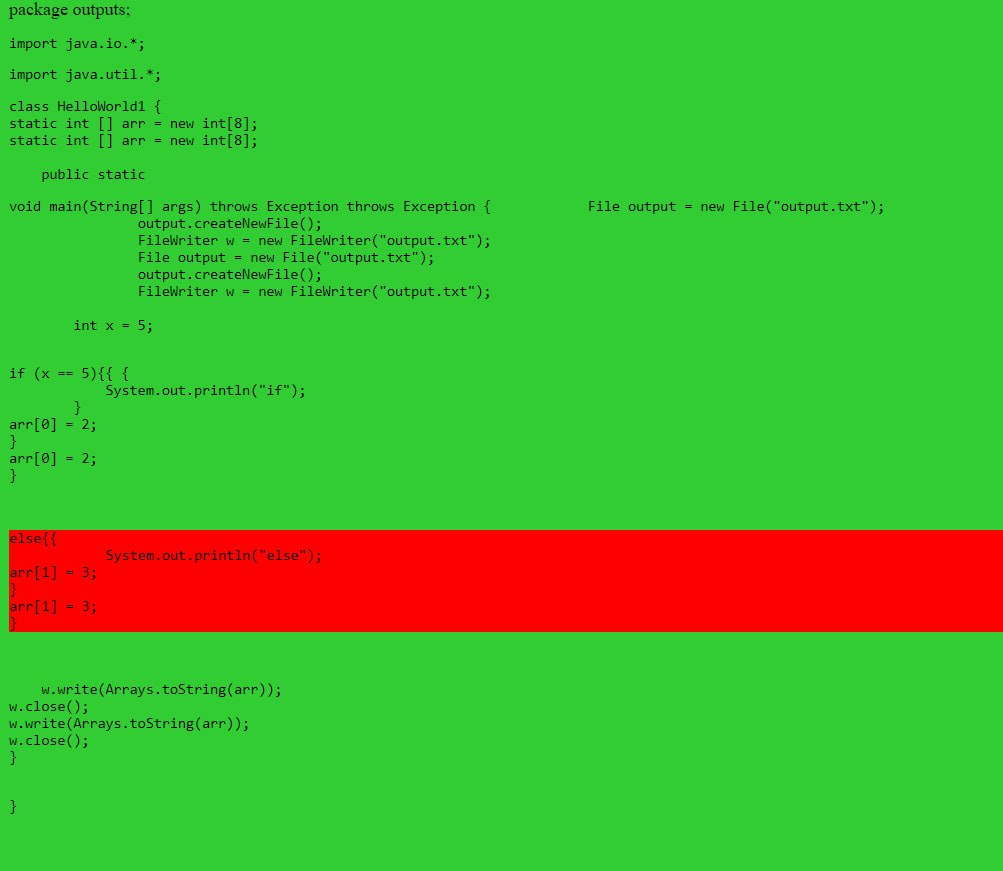 package outputs;
import java.io.*;
import java.util.*;
class HelloWorld1 {
static int [] arr = new int[8];
static int [] arr = new int[8];
    public static
void main(String[] args) throws Exception throws Exception {            File output = new File("output.txt");
                output.createNewFile();
                FileWriter w = new FileWriter("output.txt");
                File output = new File("output.txt");
                output.createNewFile();
                FileWriter w = new FileWriter("output.txt");
        int x = 5;
if (x == 5){{ {
            System.out.println("if");
        }
arr[0] = 2;
}
arr[0] = 2;
}
else{{
            System.out.println("else");
arr[1] = 3;
}
arr[1] = 3;
}
    w.write(Arrays.toString(arr));
w.close();
w.write(Arrays.toString(arr));
w.close();
}
}